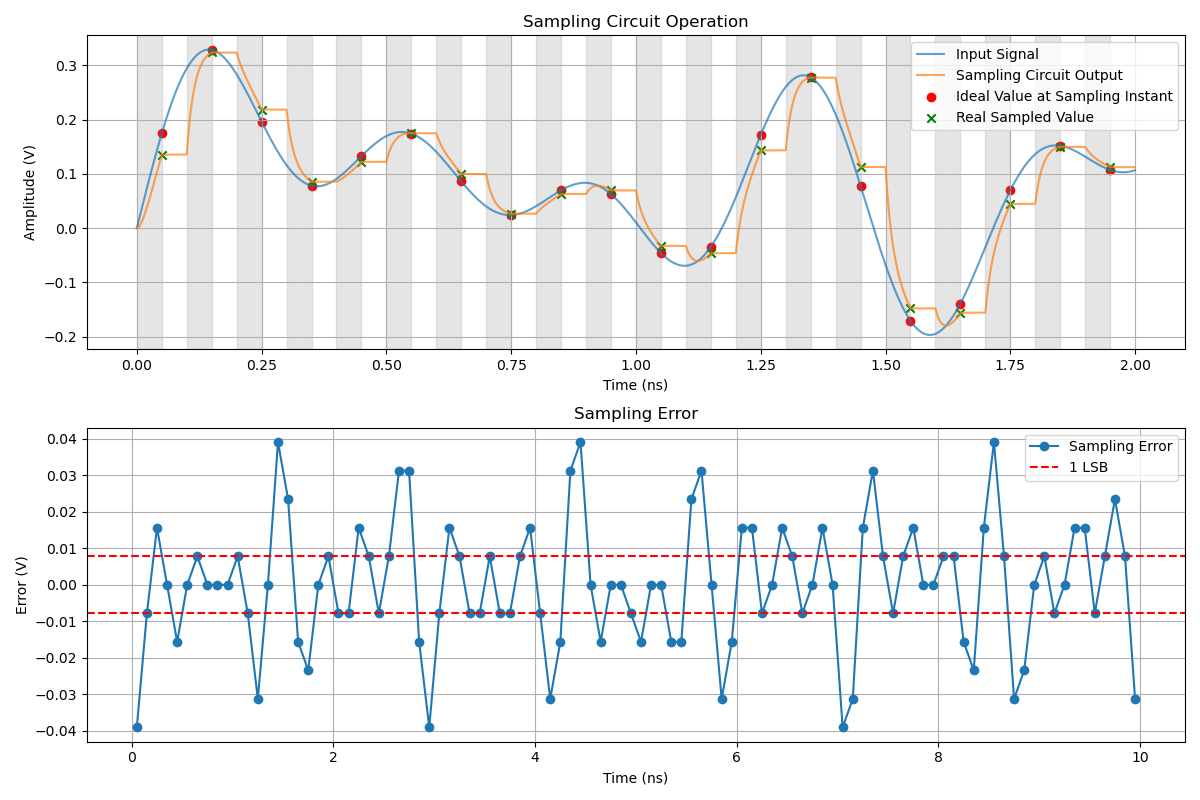 Sampling Circuit Operation
Amplitude (V)
0.3
0.2
0.1
0.0
−0.1
−0.2
Input Signal
Sampling Circuit Output
Ideal Value at Sampling Instant
Real Sampled Value
0.00 0.25 0.50 0.75 1.00 1.25 1.50 1.75 2.00
Time (ns)
Sampling Error
Error (V)
0.04
0.03
0.02
0.01
0.00
−0.01
−0.02
−0.03
−0.04
Sampling Error
1 LSB
0 2 4 6 8 10
Time (ns)